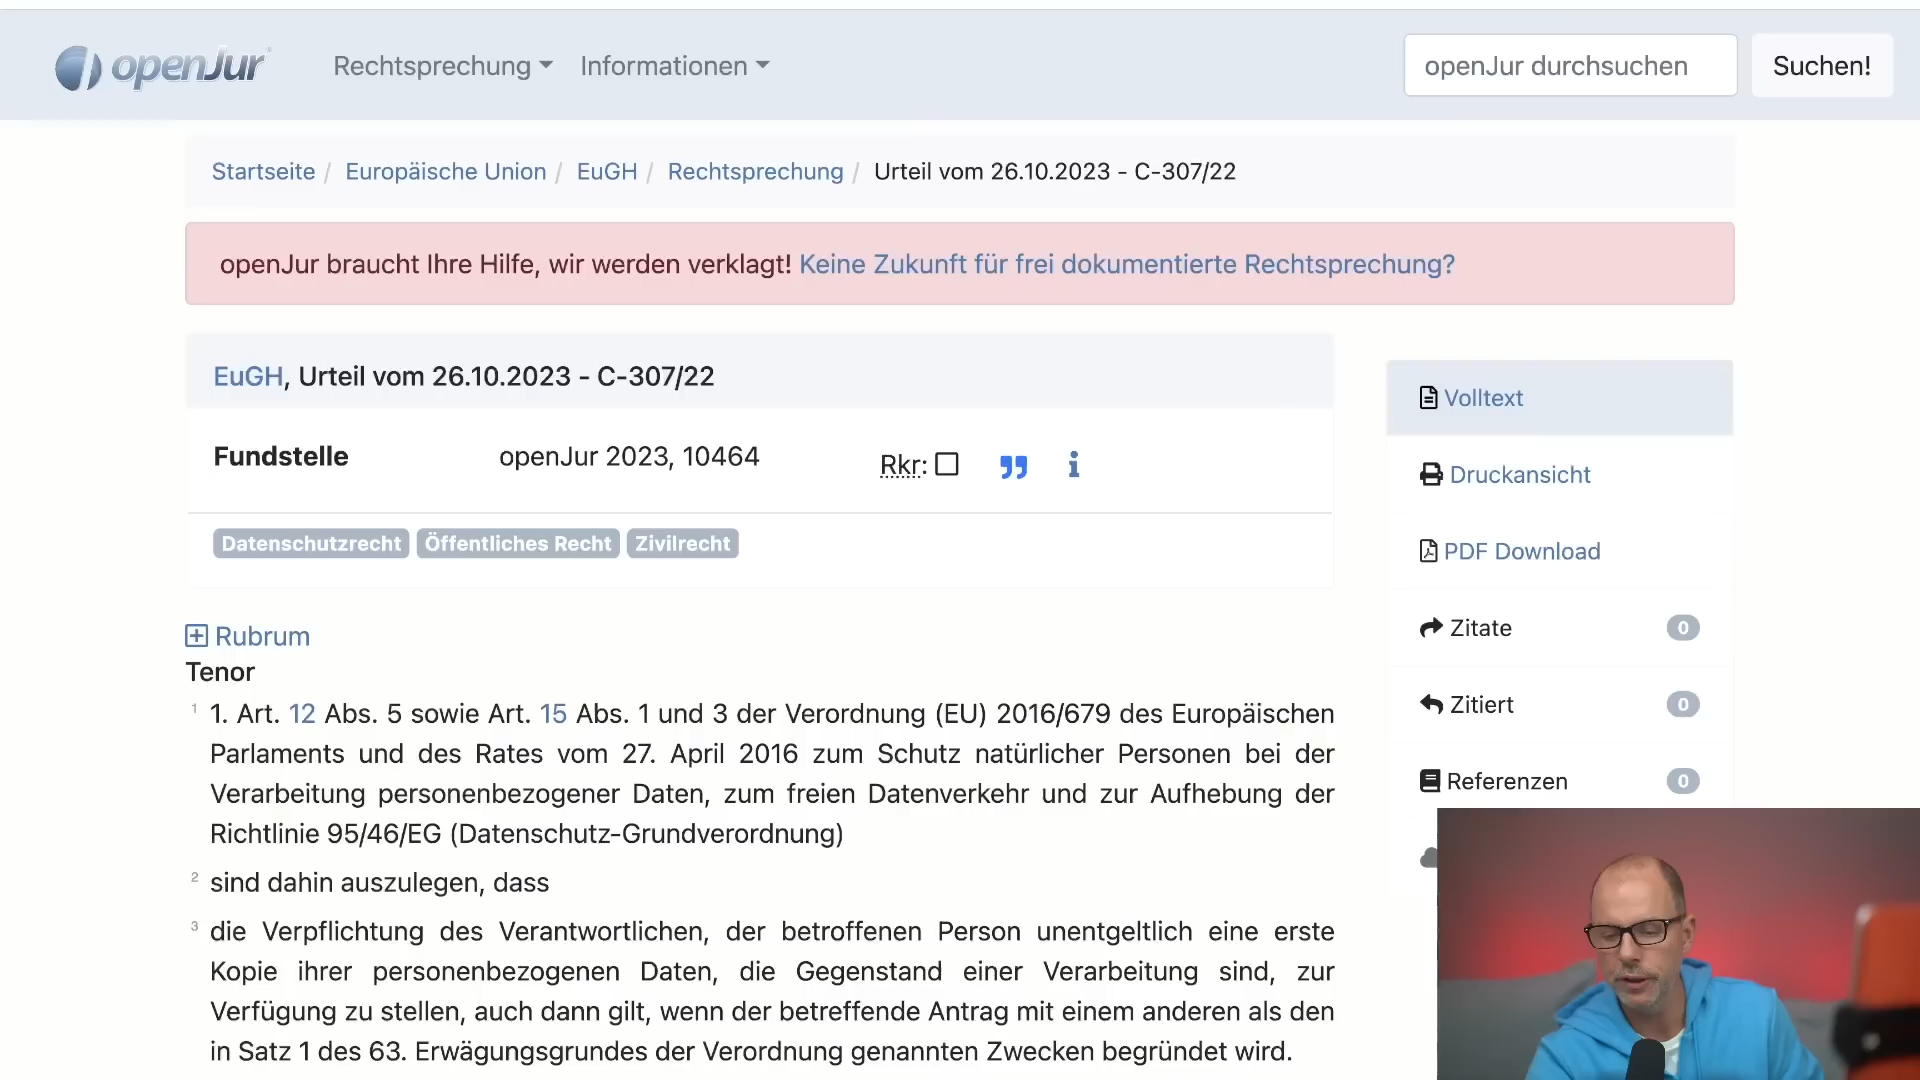 openJur
Rechtsprechung
Informationen
openJur durchsuchen
Suchen!
Startseite / Europäische Union / EuGH / Rechtsprechung / Urteil vom 26.10.2023 - C-307/22
openJur braucht Ihre Hilfe, wir werden verklagt! Keine Zukunft für frei dokumentierte Rechtsprechung?
EuGH, Urteil vom 26.10.2023 - C-307/22
Fundstelle openJur 2023, 10464 Rkr:
Datenschutzrecht Öffentliches Recht Zivilrecht
Rubrum
Tenor
1 1. Art. 12 Abs. 5 sowie Art. 15 Abs. 1 und 3 der Verordnung (EU) 2016/679 des Europäischen
Parlaments und des Rates vom 27. April 2016 zum Schutz natürlicher Personen bei der
Verarbeitung personenbezogener Daten, zum freien Datenverkehr und zur Aufhebung der
Richtlinie 95/46/EG (Datenschutz-Grundverordnung)
2 sind dahin auszulegen, dass
3 die Verpflichtung des Verantwortlichen, der betroffenen Person unentgeltlich eine erste
Kopie ihrer personenbezogenen Daten, die Gegenstand einer Verarbeitung sind, zur
Verfügung zu stellen, auch dann gilt, wenn der betreffende Antrag mit einem anderen als den
in Satz 1 des 63. Erwägungsgrundes der Verordnung genannten Zwecken begründet wird.
Volltext
Druckansicht
PDF Download
Zitate 0
Zitiert 0
Referenzen 0